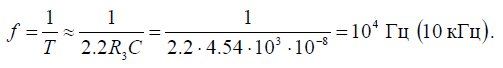 f = 1/T ≈ 1/(2.2R₃C) = 1/(2.2·4.54·10³·10⁻⁸) = 10⁴ Гц (10 кГц).